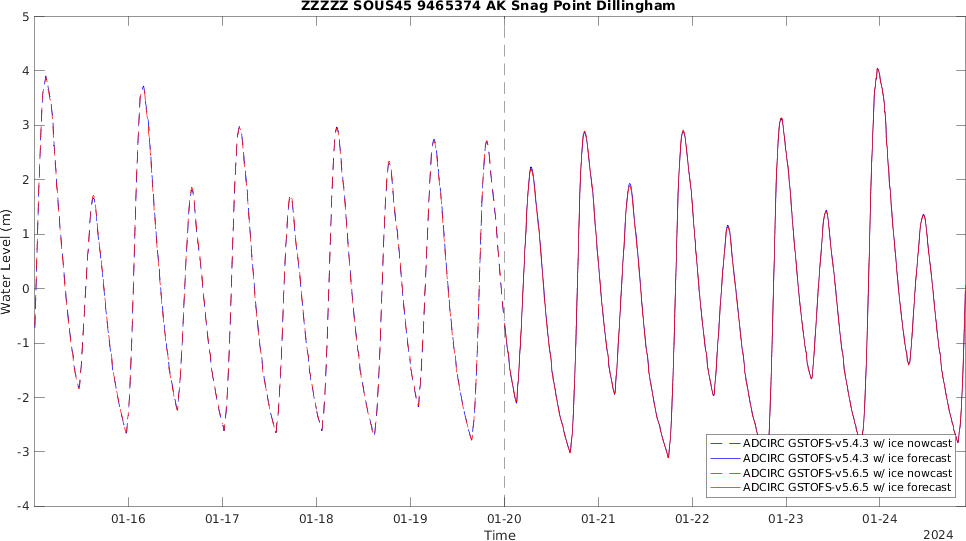 ZZZZZ SOUS45 9465374 AK Snag Point Dillingham
5
4
3
2
1
0
-1
-2
-3
-4
Water Level (m)
01-16 01-17 01-18 01-19 01-20 01-21 01-22 01-23 01-24
Time
2024
ADCIRC GSTOFS-v5.4.3 w/ ice nowcast
ADCIRC GSTOFS-v5.4.3 w/ ice forecast
ADCIRC GSTOFS-v5.6.5 w/ ice nowcast
ADCIRC GSTOFS-v5.6.5 w/ ice forecast